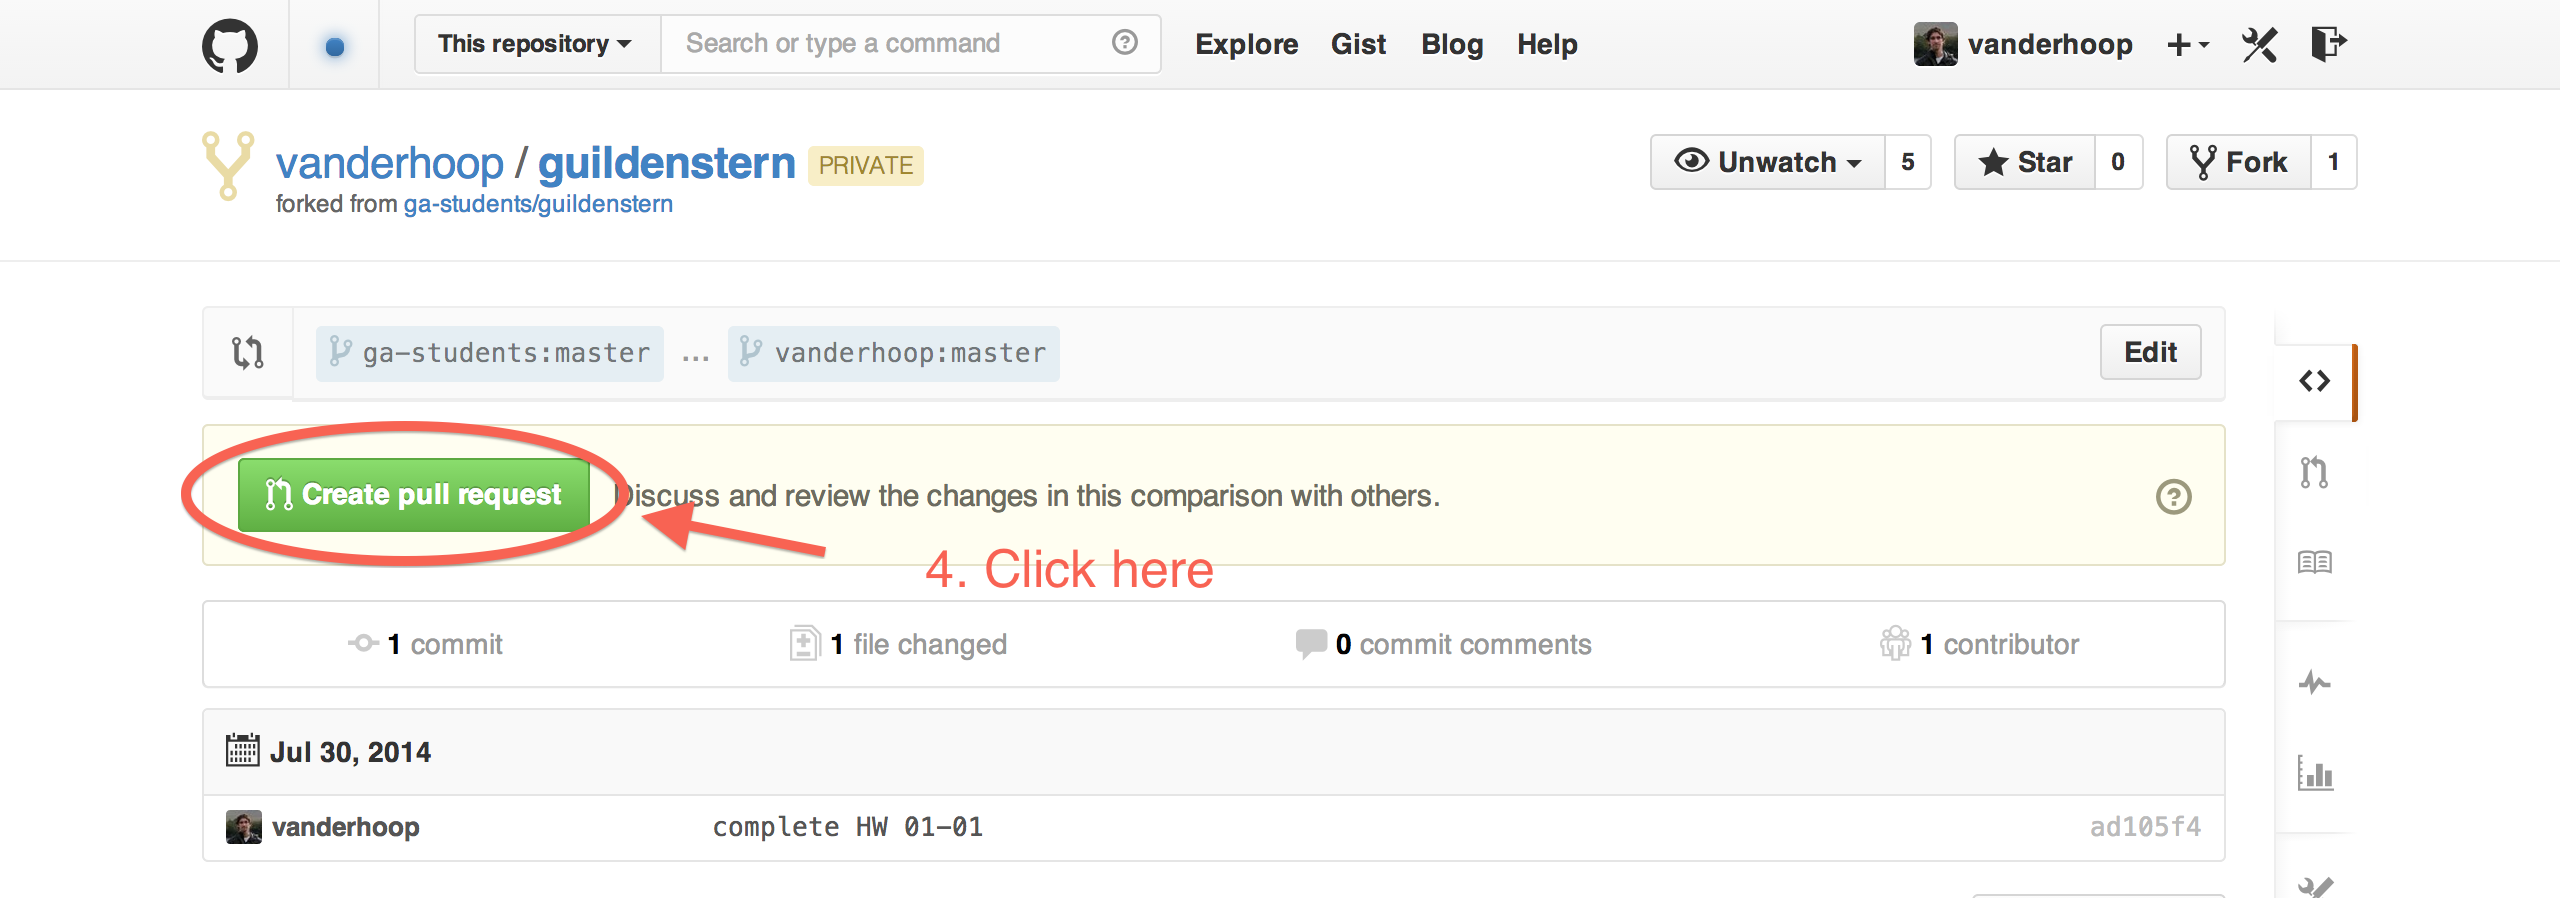 This repository Search or type a command Explore Gist Blog Help vanderhoop
vanderhoop / guildenstern PRIVATE Unwatch 5 Star 0 Fork 1
forked from ga-students/guildenstern
ga-students:master ... vanderhoop:master Edit
Create pull request Discuss and review the changes in this comparison with others.
4. Click here
1 commit 1 file changed 0 commit comments 1 contributor
Jul 30, 2014
vanderhoop complete HW 01-01 ad105f4